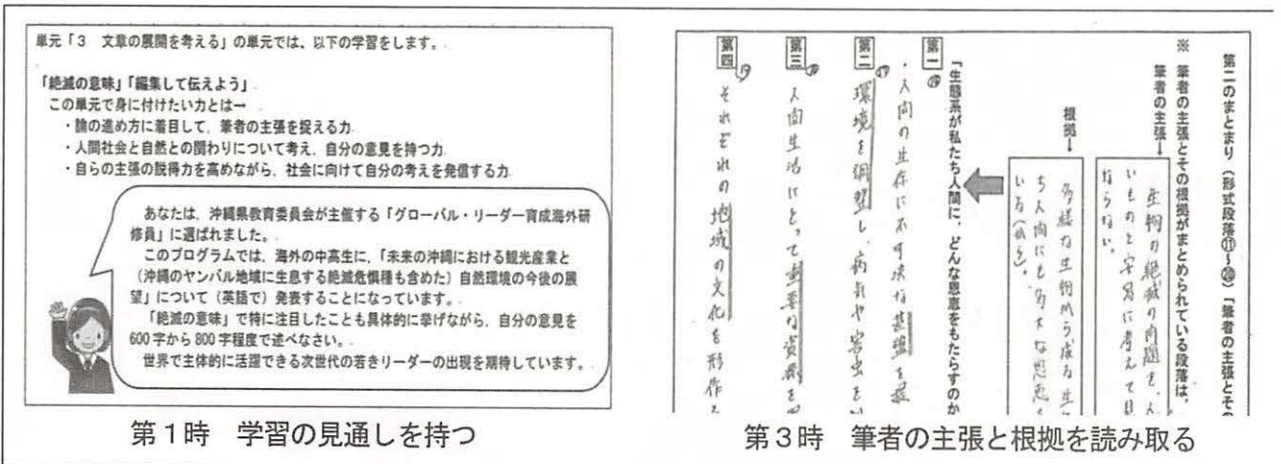 単元「3 文章の展開を考える」の単元では、以下の学習をします。
「絶滅の意味」「編集して伝えよう」
この単元で身に付けたい力とは→
・論の進め方に着目して、筆者の主張を捉える力
・人間社会と自然との関わりについて考え、自分の意見を持つ力
・自らの主張の説得力を高めながら、社会に向けて自分の考えを発信する力
あなたは、沖縄県教育委員会が主催する「グローバル・リーダー育成海外研
修員」に選ばれました。
このプログラムでは、海外の中高生に、「未来の沖縄における観光産業と
(沖縄のヤンバル地域に生息する絶滅危惧種も含めた)自然環境の今後の展
望」について(英語で)発表することになっています。
「絶滅の意味」で特に注目したことも具体的に挙げながら、自分の意見を
600字から800字程度で述べなさい。
世界で主体的に活躍できる次世代の若きリーダーの出現を期待しています。
第1時 学習の見通しを持つ
第二のまとまり(形式段落⑪~⑳)「筆者の主張とその
※ 筆者の主張とその根拠がまとめられている段落は、
筆者の主張→
生物の絶滅の問題を、人
いものと安易に考えては
ならない。
根拠→
多様な生物から成る生
ち人間にも多大な恩恵
いる(から)。
「生態系が私たち人間に、どんな恩恵をもたらすのか
第一
・人間の生存に不可欠な基盤を提
第二
環境を調整し、病気や害虫を
第三
人間生活にとって重要な資源を
第四
それぞれの地域の文化を形作
第3時 筆者の主張と根拠を読み取る